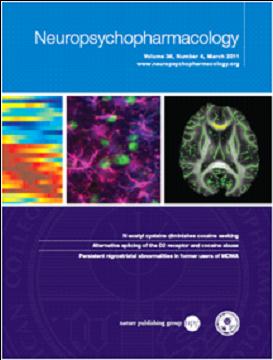 Neuropsychopharmacology
Volume 36, Number 4, March 2011
www.neuropsychopharmacology.org
N-acetyl cysteine diminishes cocaine seeking
Alternative splicing of the D2 receptor and cocaine abuse
Persistent nigrostriatal abnormalities in former users of MDMA
nature publishing group npg